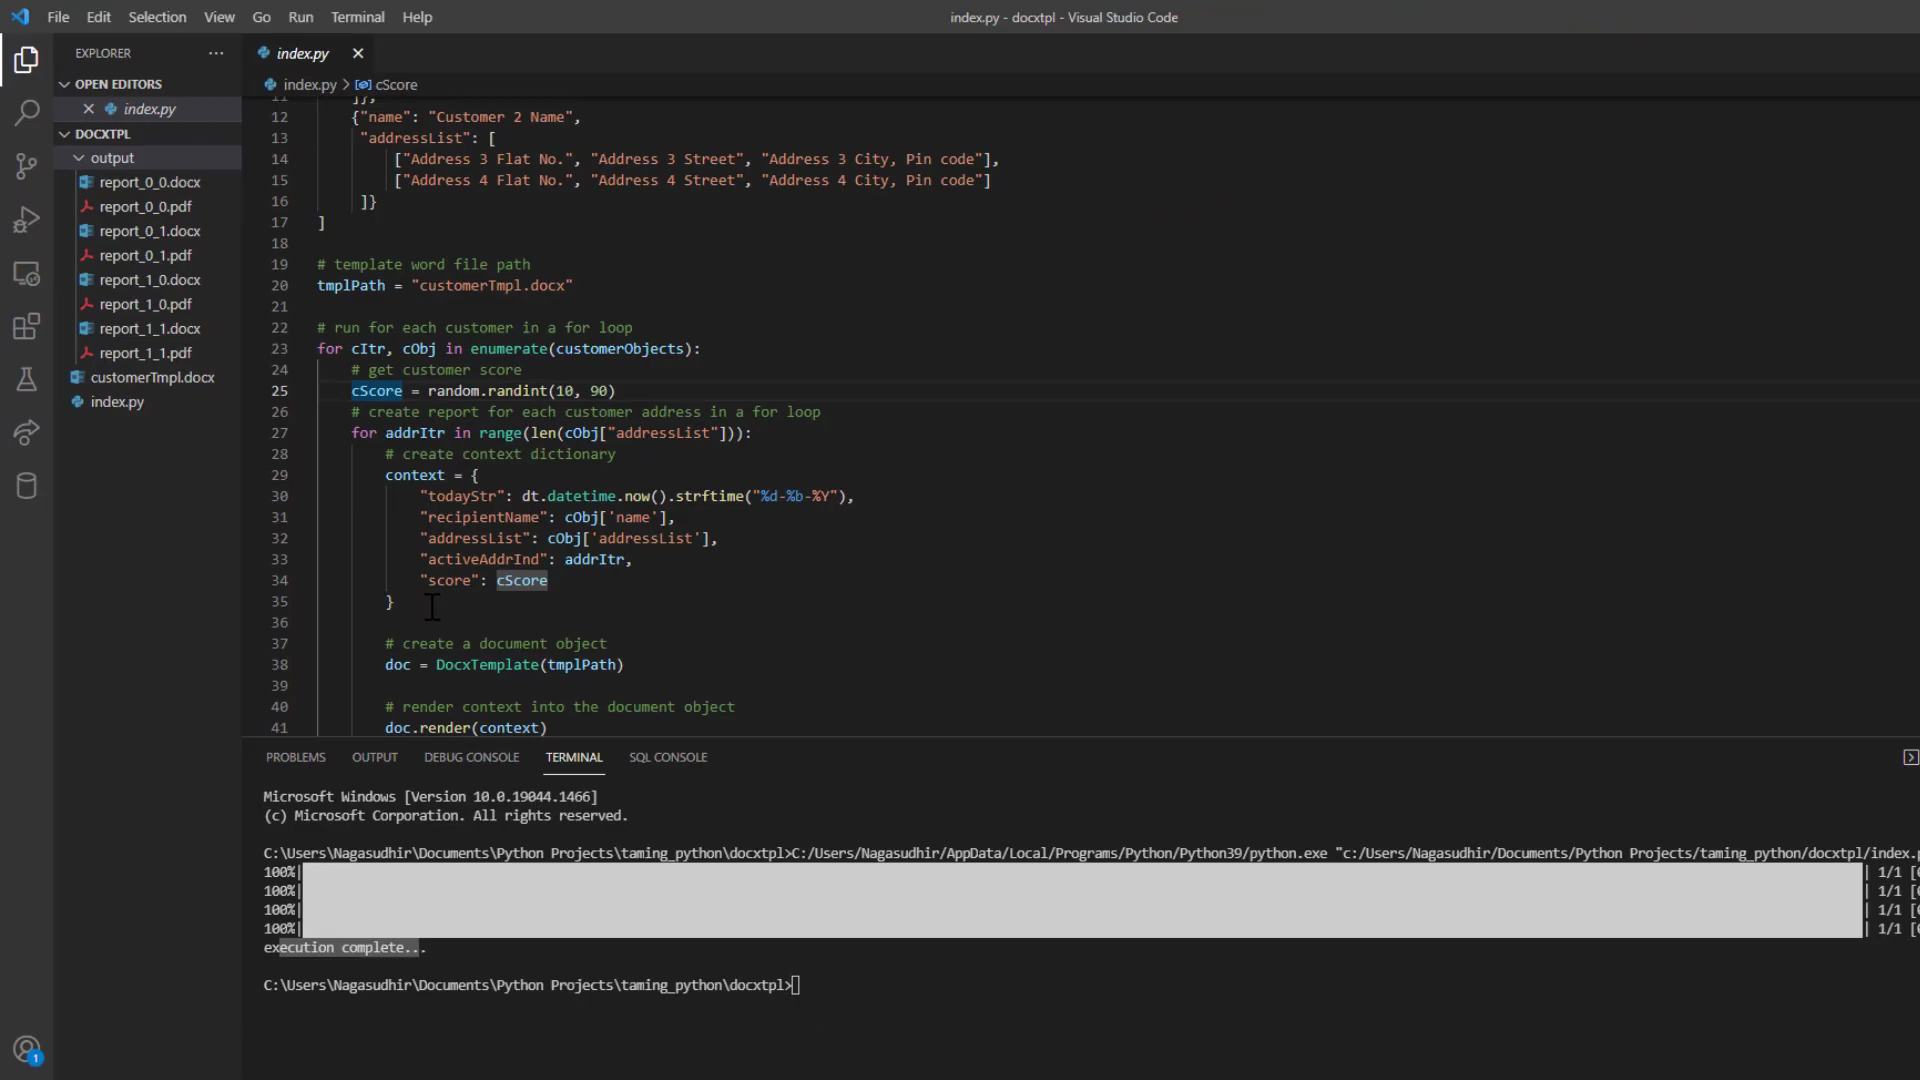 File Edit Selection View Go Run Terminal Help
index.py - docxtpl - Visual Studio Code
EXPLORER
OPEN EDITORS
index.py
DOCXTPL
output
report_0_0.docx
report_0_0.pdf
report_0_1.docx
report_0_1.pdf
report_1_0.docx
report_1_0.pdf
report_1_1.docx
report_1_1.pdf
customerTmpl.docx
index.py
1
index.py
index.py > cScore
11 ]},
12 {"name": "Customer 2 Name",
13 "addressList": [
14 ["Address 3 Flat No.", "Address 3 Street", "Address 3 City, Pin code"],
15 ["Address 4 Flat No.", "Address 4 Street", "Address 4 City, Pin code"]
16 ]}
17 ]
18
19 # template word file path
20 tmplPath = "customerTmpl.docx"
21
22 # run for each customer in a for loop
23 for cItr, cObj in enumerate(customerObjects):
24 # get customer score
25 cScore = random.randint(10, 90)
26 # create report for each customer address in a for loop
27 for addrItr in range(len(cObj["addressList"])):
28 # create context dictionary
29 context = {
30 "todayStr": dt.datetime.now().strftime("%d-%b-%Y"),
31 "recipientName": cObj['name'],
32 "addressList": cObj['addressList'],
33 "activeAddrInd": addrItr,
34 "score": cScore
35 }
36
37 # create a document object
38 doc = DocxTemplate(tmplPath)
39
40 # render context into the document object
41 doc.render(context)
PROBLEMS OUTPUT DEBUG CONSOLE TERMINAL SQL CONSOLE
Microsoft Windows [Version 10.0.19044.1466]
(c) Microsoft Corporation. All rights reserved.
C:\Users\Nagasudhir\Documents\Python Projects\taming_python\docxtpl>C:/Users/Nagasudhir/AppData/Local/Programs/Python/Python39/python.exe "c:/Users/Nagasudhir/Documents/Python Projects/taming_python/docxtpl/index.p
100%| | 1/1 [0
100%| | 1/1 [0
100%| | 1/1 [0
100%| | 1/1 [0
execution complete...
C:\Users\Nagasudhir\Documents\Python Projects\taming_python\docxtpl>